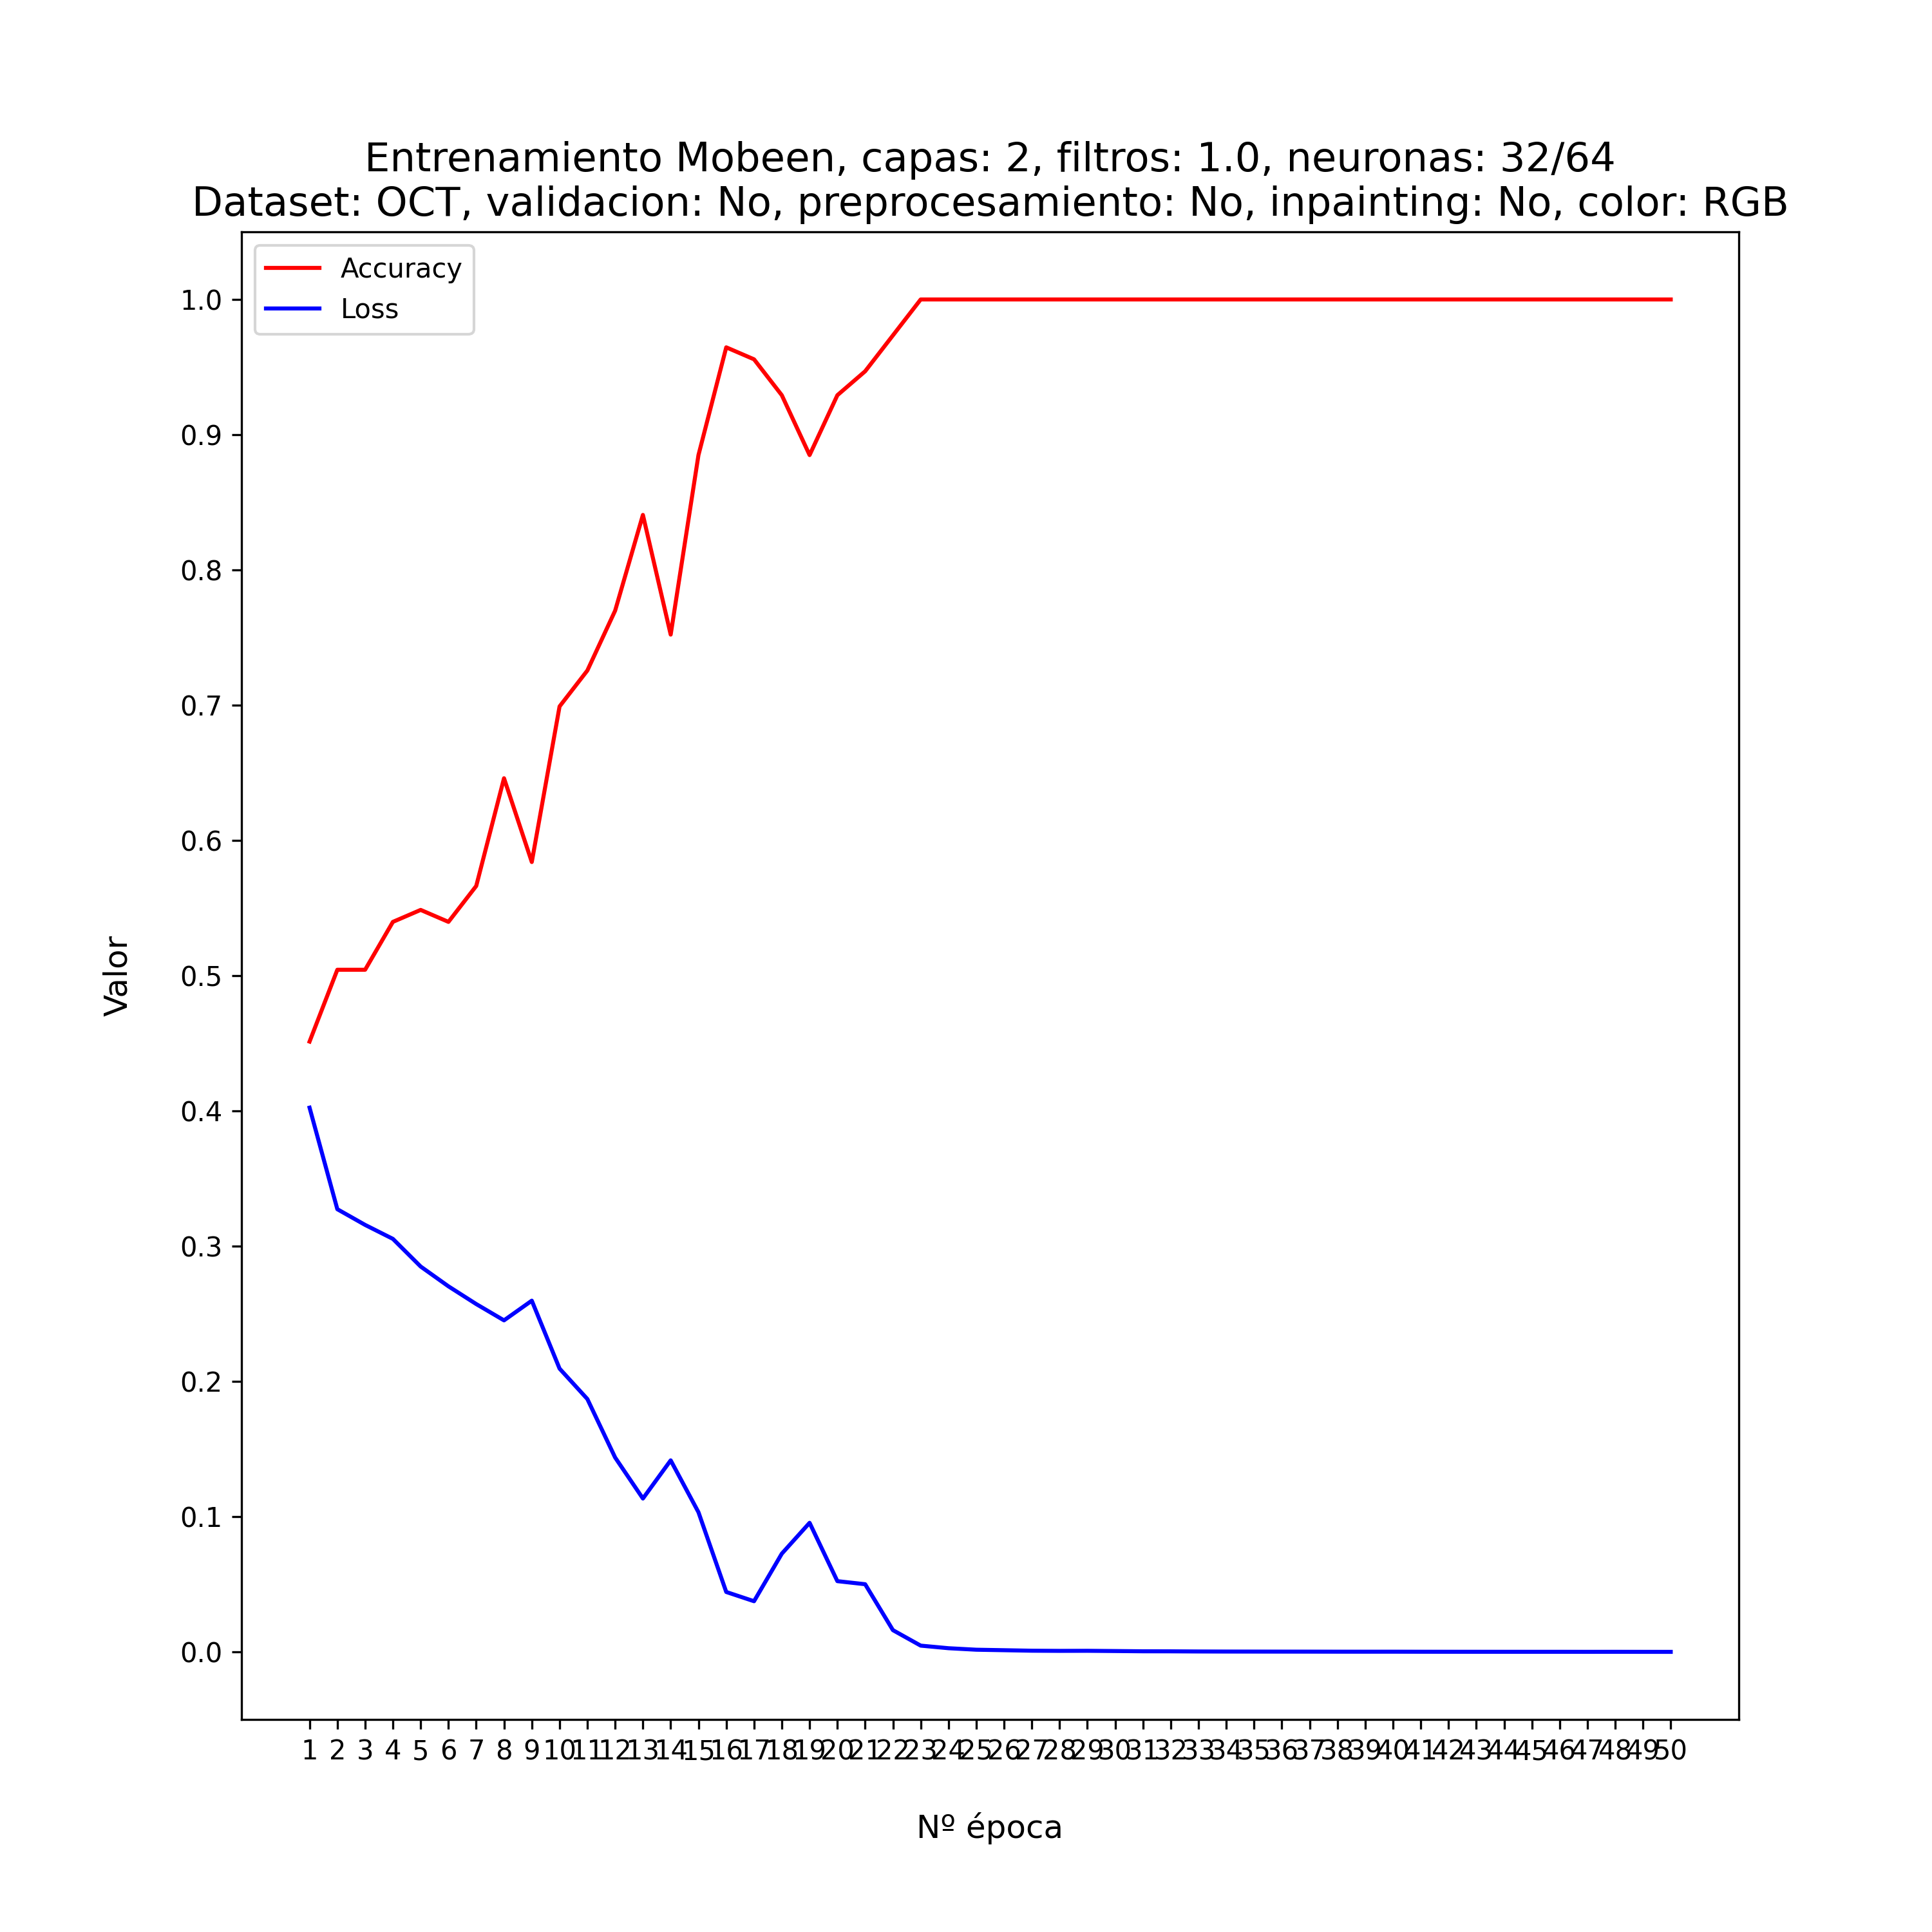 Entrenamiento Mobeen, capas: 2, filtros: 1.0, neuronas: 32/64
Dataset: OCT, validacion: No, preprocesamiento: No, inpainting: No, color: RGB
Accuracy
Loss
1.0
0.9
0.8
0.7
0.6
0.5
0.4
0.3
0.2
0.1
0.0
Valor
1 2 3 4 5 6 7 8 9 10 11 12 13 14 15 16 17 18 19 20 21 22 23 24 25 26 27 28 29 30 31 32 33 34 35 36 37 38 39 40 41 42 43 44 45 46 47 48 49 50
Nº época